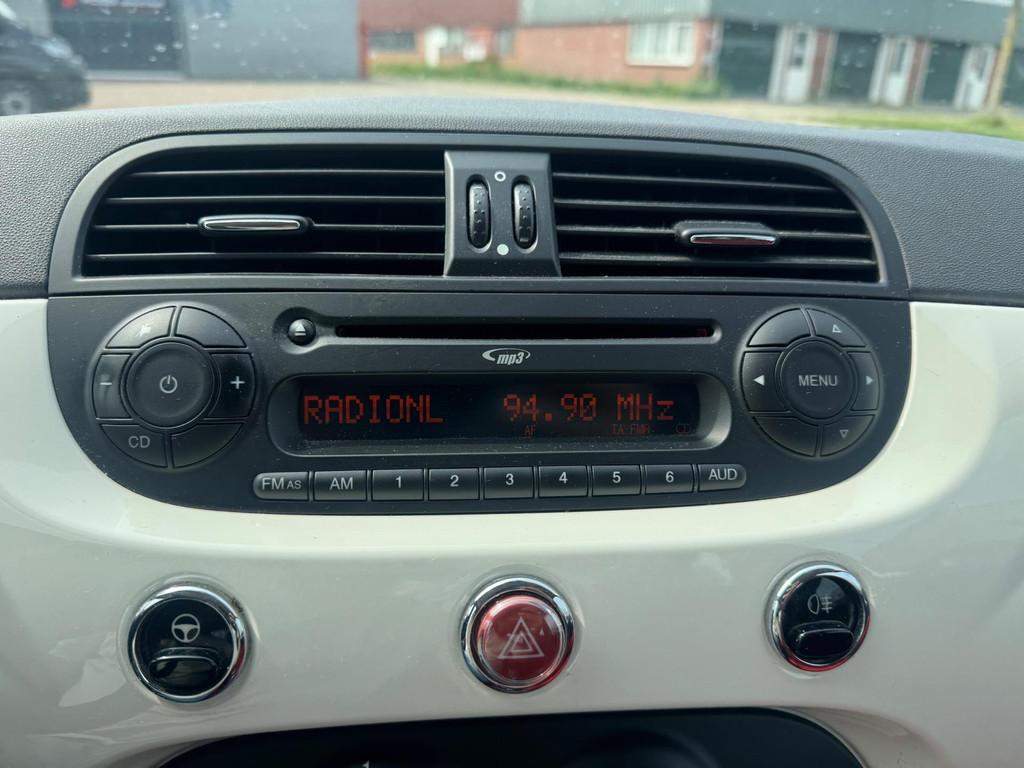 mp3
RADIONL 94.90 MHz
AF TA FWR CD
CD
MENU
FM AS AM 1 2 3 4 5 6 AUD